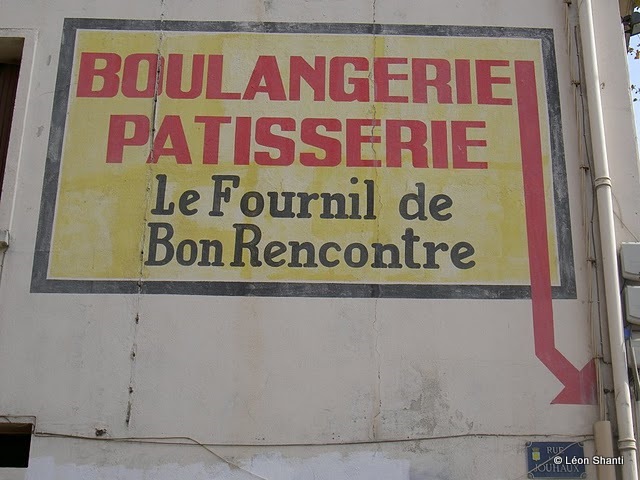 BOULANGERIE
PATISSERIE
Le Fournil de
Bon Rencontre
RUE
JOUHAUX
© Léon Shanti